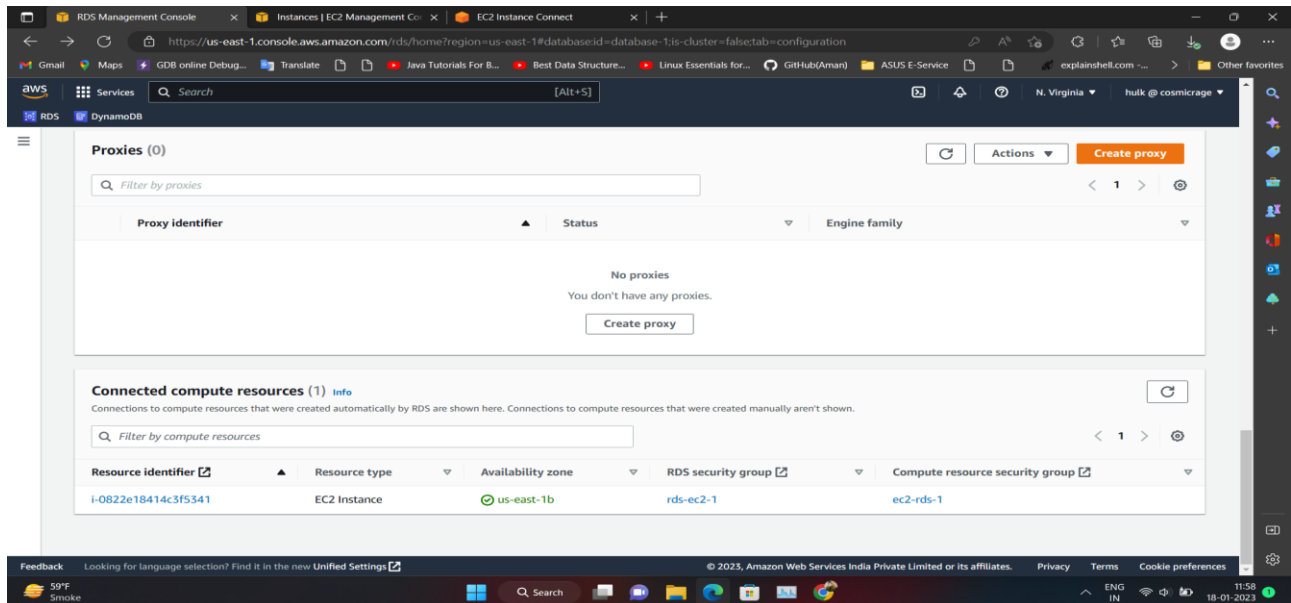 RDS Management Console
Instances | EC2 Management Co
EC2 Instance Connect
https://us-east-1.console.aws.amazon.com/rds/home?region=us-east-1#database:id=database-1;is-cluster=false;tab=configuration
Gmail Maps GDB online Debug... Translate Java Tutorials For B... Best Data Structure... Linux Essentials for... GitHub(Aman) ASUS E-Service explainshell.com -... Other favorites
aws Services Search [Alt+S] N. Virginia hulk @ cosmicrage
RDS DynamoDB
Proxies (0) Actions Create proxy
Filter by proxies 1
Proxy identifier Status Engine family
No proxies
You don't have any proxies.
Create proxy
Connected compute resources (1) Info
Connections to compute resources that were created automatically by RDS are shown here. Connections to compute resources that were created manually aren't shown.
Filter by compute resources 1
Resource identifier Resource type Availability zone RDS security group Compute resource security group
i-0822e18414c3f5341 EC2 Instance us-east-1b rds-ec2-1 ec2-rds-1
Feedback Looking for language selection? Find it in the new Unified Settings © 2023, Amazon Web Services India Private Limited or its affiliates. Privacy Terms Cookie preferences
59°F
Smoke
Search
ENG
IN
11:58
18-01-2023
1